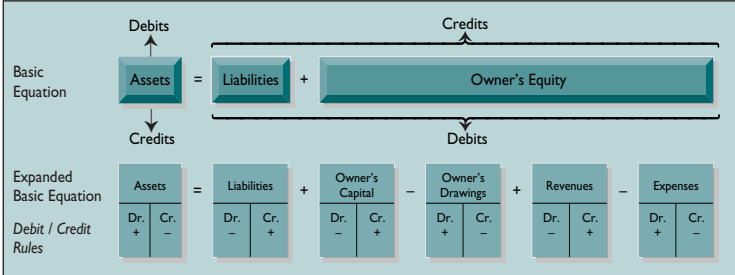 Debits
Credits
Basic
Equation
Assets = Liabilities + Owner's Equity
Credits
Debits
Expanded
Basic Equation
Debit / Credit
Rules
Assets = Liabilities + Owner's
Capital – Owner's
Drawings + Revenues – Expenses
Dr. Cr. Dr. Cr. Dr. Cr. Dr. Cr. Dr. Cr. Dr. Cr.
+ – – + – + + – – + + –